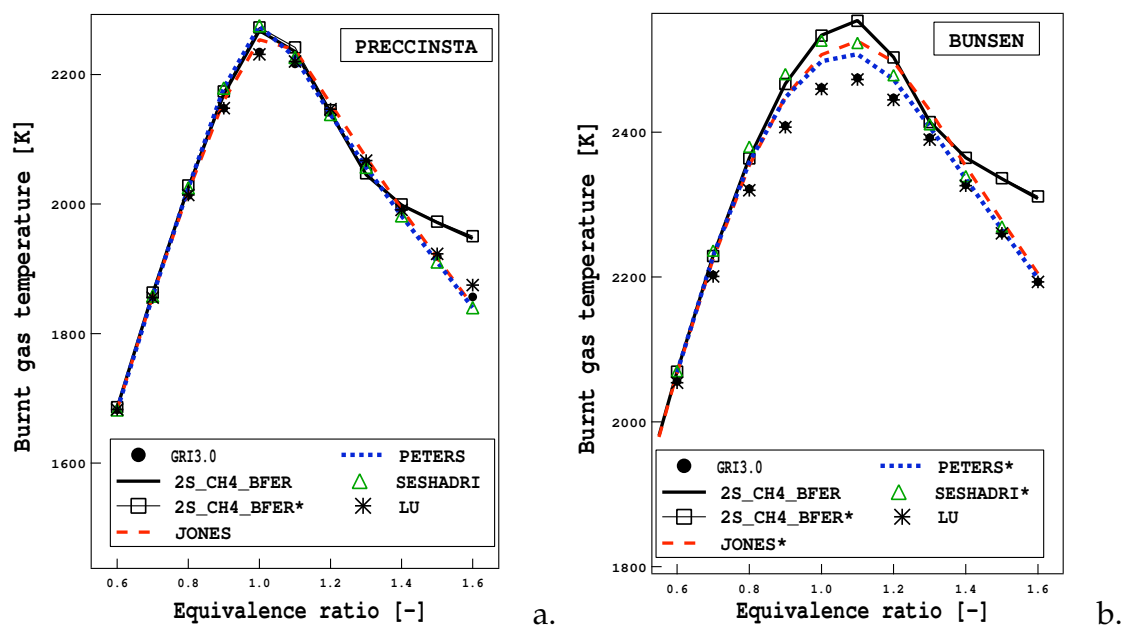 PRECCINSTA
2200
2000
1800
1600
Burnt gas temperature [K]
GRI3.0
2S_CH4_BFER
2S_CH4_BFER*
JONES
PETERS
SESHADRI
LU
0.6 0.8 1.0 1.2 1.4 1.6
Equivalence ratio [-]
a.
BUNSEN
2400
2200
2000
1800
Burnt gas temperature [K]
GRI3.0
2S_CH4_BFER
2S_CH4_BFER*
JONES*
PETERS*
SESHADRI*
LU
0.6 0.8 1.0 1.2 1.4 1.6
Equivalence ratio [-]
b.